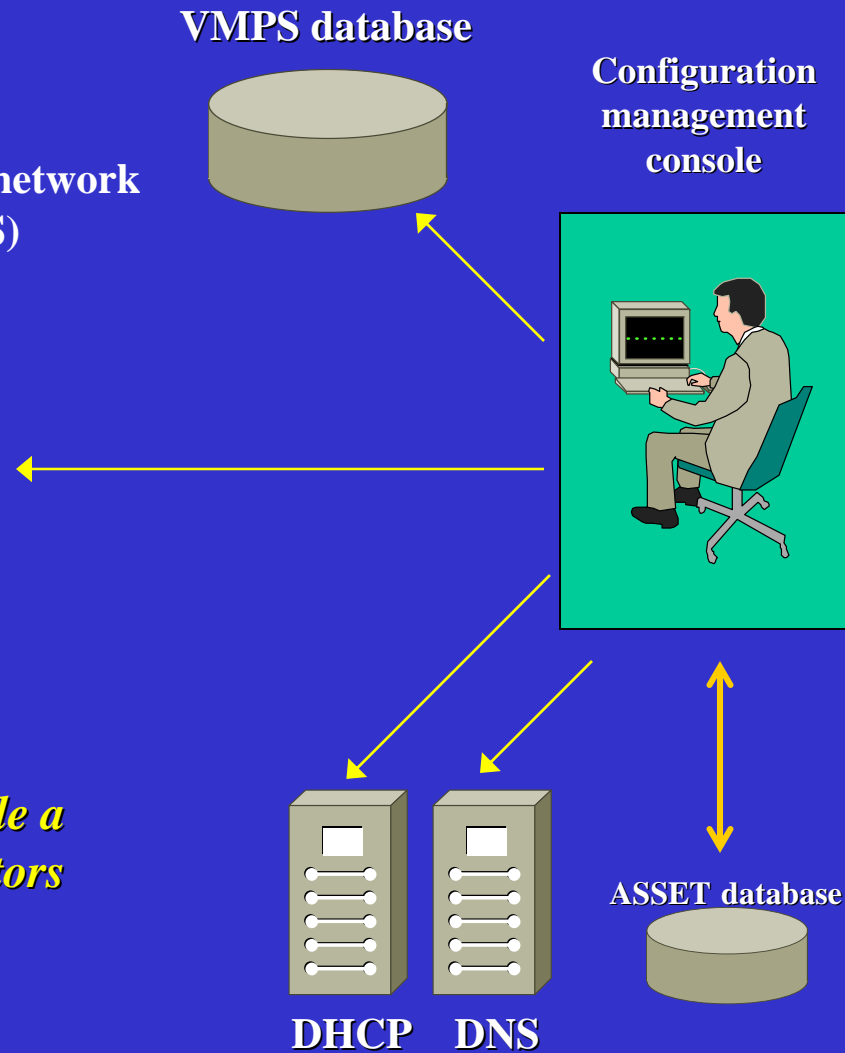 VMPS database
Configuration
management
console
network
a
ASSET database
DHCP DNS